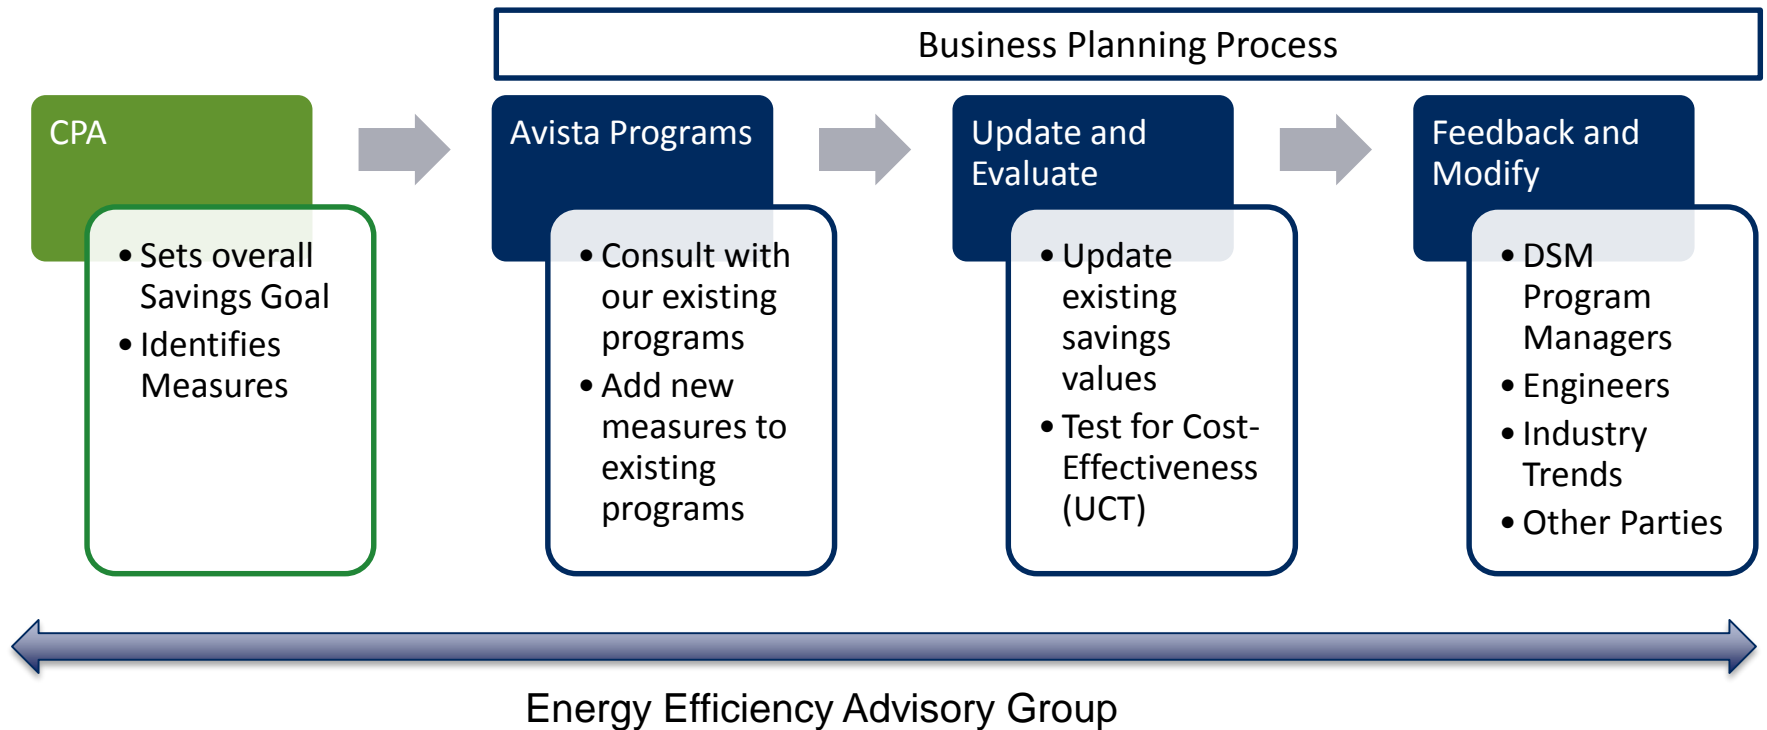 Business Planning Process
CPA
• Sets overall
Savings Goal
• Identifies
Measures
Avista Programs
• Consult with
our existing
programs
• Add new
measures to
existing
programs
Update and
Evaluate
• Update
existing
savings
values
• Test for Cost-
Effectiveness
(UCT)
Feedback and
Modify
• DSM
Program
Managers
• Engineers
• Industry
Trends
• Other Parties
Energy Efficiency Advisory Group